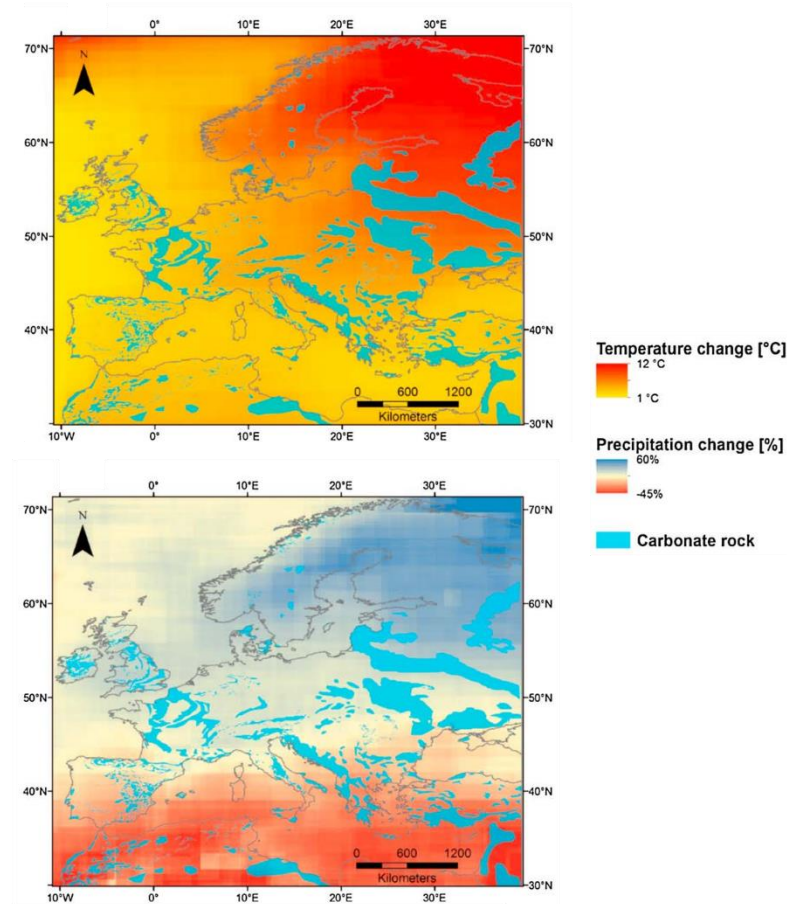 0° 10°E 20°E 30°E
70°N 70°N
N
60°N 60°N
50°N 50°N
40°N 40°N
0 600 1200
Kilometers
30°N
10°W 0° 10°E 20°E 30°E
Temperature change [°C]
12 °C
1 °C
Precipitation change [%]
60%
-45%
Carbonate rock
0° 10°E 20°E 30°E
70°N 70°N
N
60°N 60°N
50°N 50°N
40°N 40°N
0 600 1200
Kilometers
30°N
10°W 0° 10°E 20°E 30°E